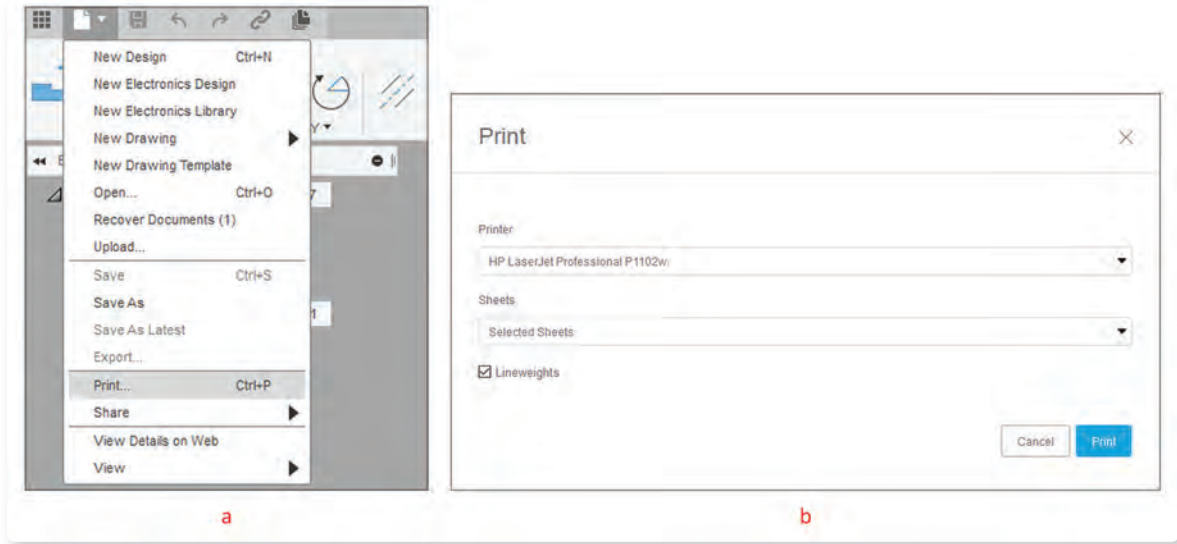 New Design Ctrl+N
New Electronics Design
New Electronics Library
New Drawing
New Drawing Template
Open... Ctrl+O
Recover Documents (1)
Upload...
Save Ctrl+S
Save As
Save As Latest
Export...
Print... Ctrl+P
Share
View Details on Web
View
Y
7
1
a
Print
Printer
HP LaserJet Professional P1102w
Sheets
Selected Sheets
Lineweights
Cancel Print
b